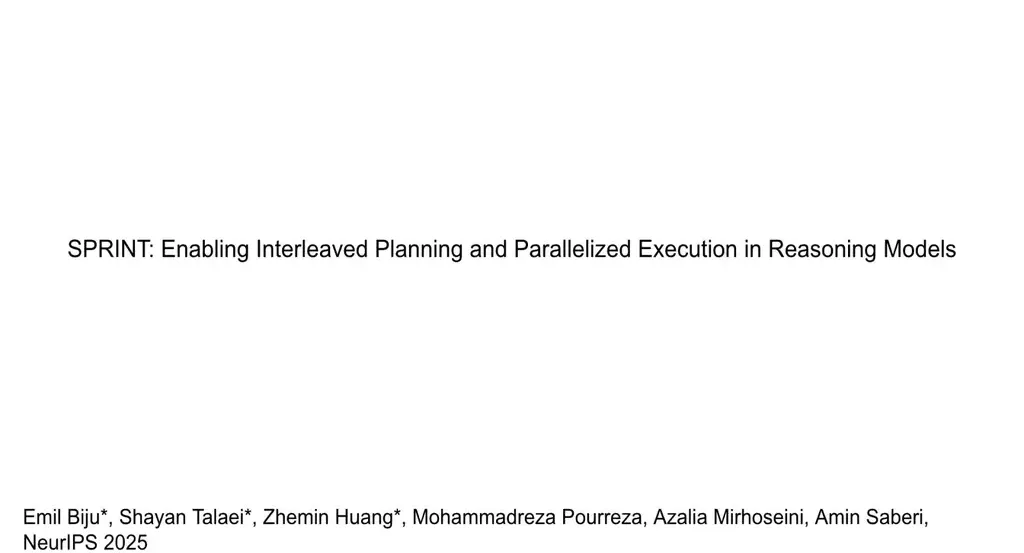 SPRINT: Enabling Interleaved Planning and Parallelized Execution in Reasoning Models
Emil Biju*, Shayan Talaei*, Zhemin Huang*, Mohammadreza Pourreza, Azalia Mirhoseini, Amin Saberi,
NeurIPS 2025